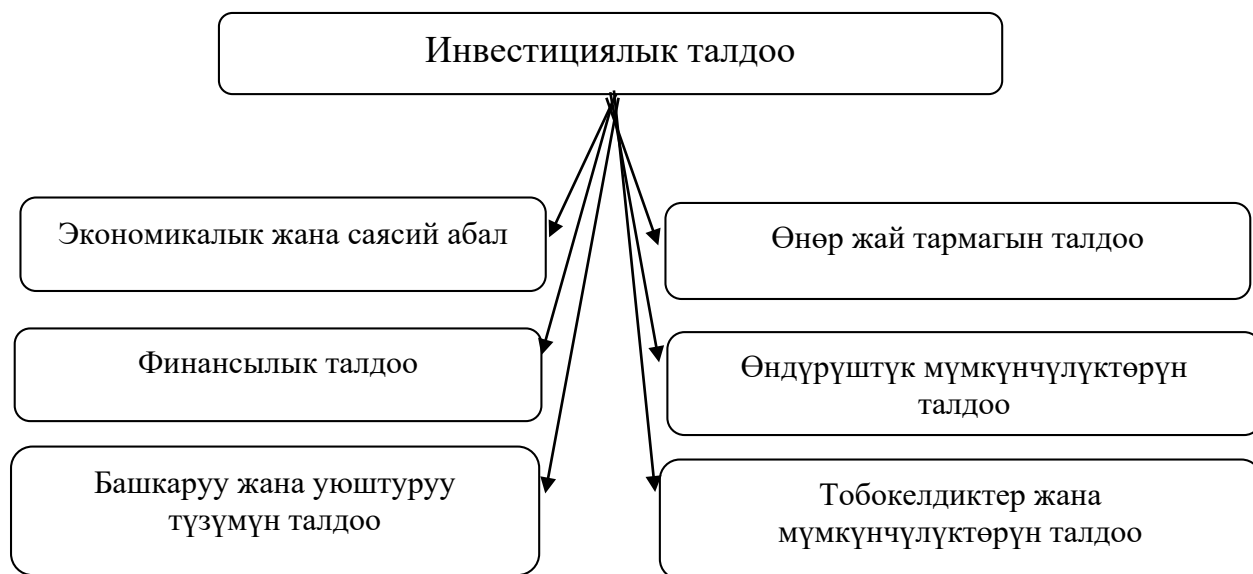 Инвестициялык талдоо
Экономикалык жана саясий абал
Өнөр жай тармагын талдоо
Финансылык талдоо
Өндүрүштүк мүмкүнчүлүктөрүн
талдоо
Башкаруу жана уюштуруу
түзүмүн талдоо
Тобокелдиктер жана
мүмкүнчүлүктөрүн талдоо